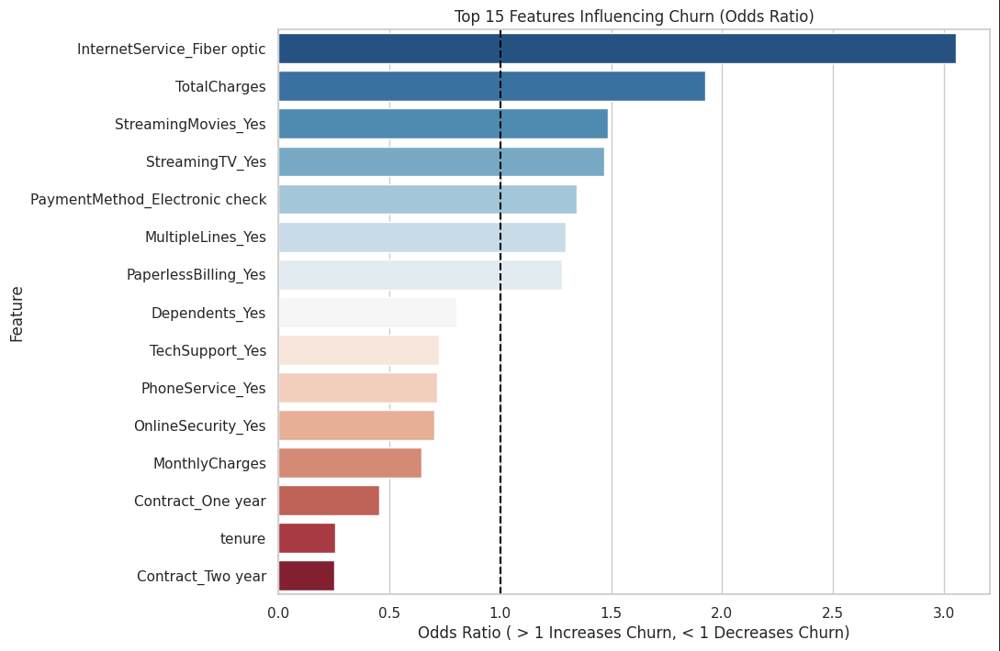 Top 15 Features Influencing Churn (Odds Ratio)
InternetService_Fiber optic
TotalCharges
StreamingMovies_Yes
StreamingTV_Yes
PaymentMethod_Electronic check
MultipleLines_Yes
PaperlessBilling_Yes
Dependents_Yes
TechSupport_Yes
PhoneService_Yes
OnlineSecurity_Yes
MonthlyCharges
Contract_One year
tenure
Contract_Two year
Feature
0.0 0.5 1.0 1.5 2.0 2.5 3.0
Odds Ratio ( > 1 Increases Churn, < 1 Decreases Churn)